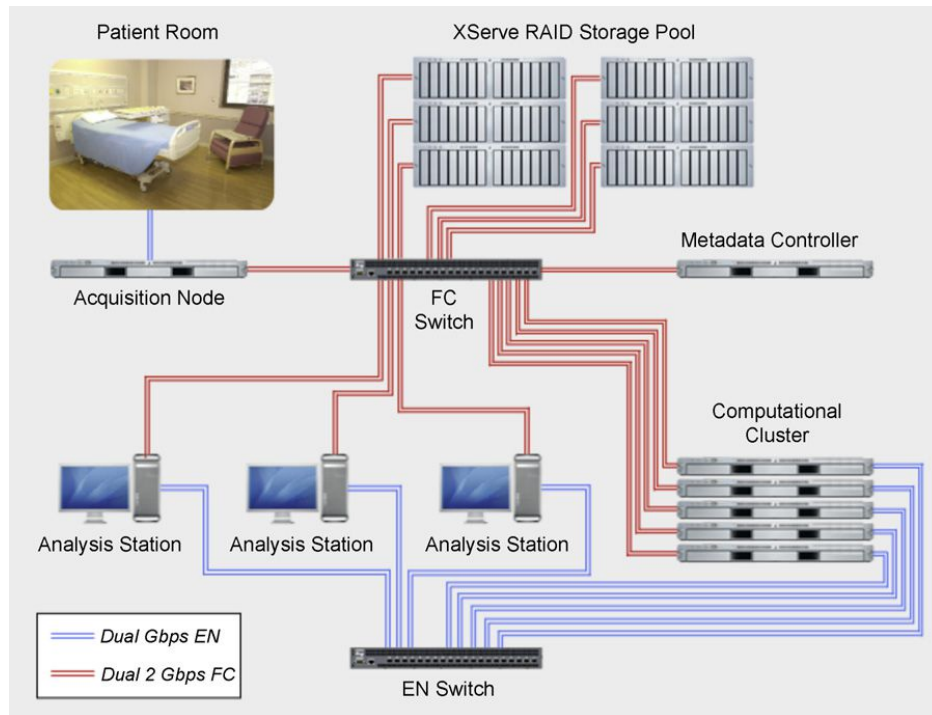 Patient Room
XServe RAID Storage Pool
Metadata Controller
Acquisition Node
FC
Switch
Computational
Cluster
Analysis Station
Analysis Station
Analysis Station
Dual Gbps EN
Dual 2 Gbps FC
EN Switch